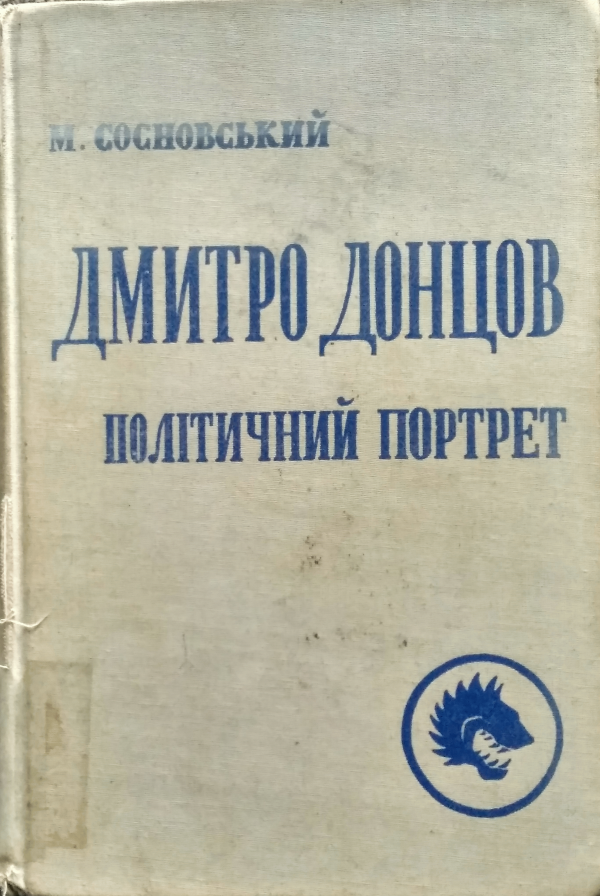 М. СОСНОВСЬКИЙ
ДМИТРО ДОНЦОВ
ПОЛІТИЧНИЙ ПОРТРЕТ